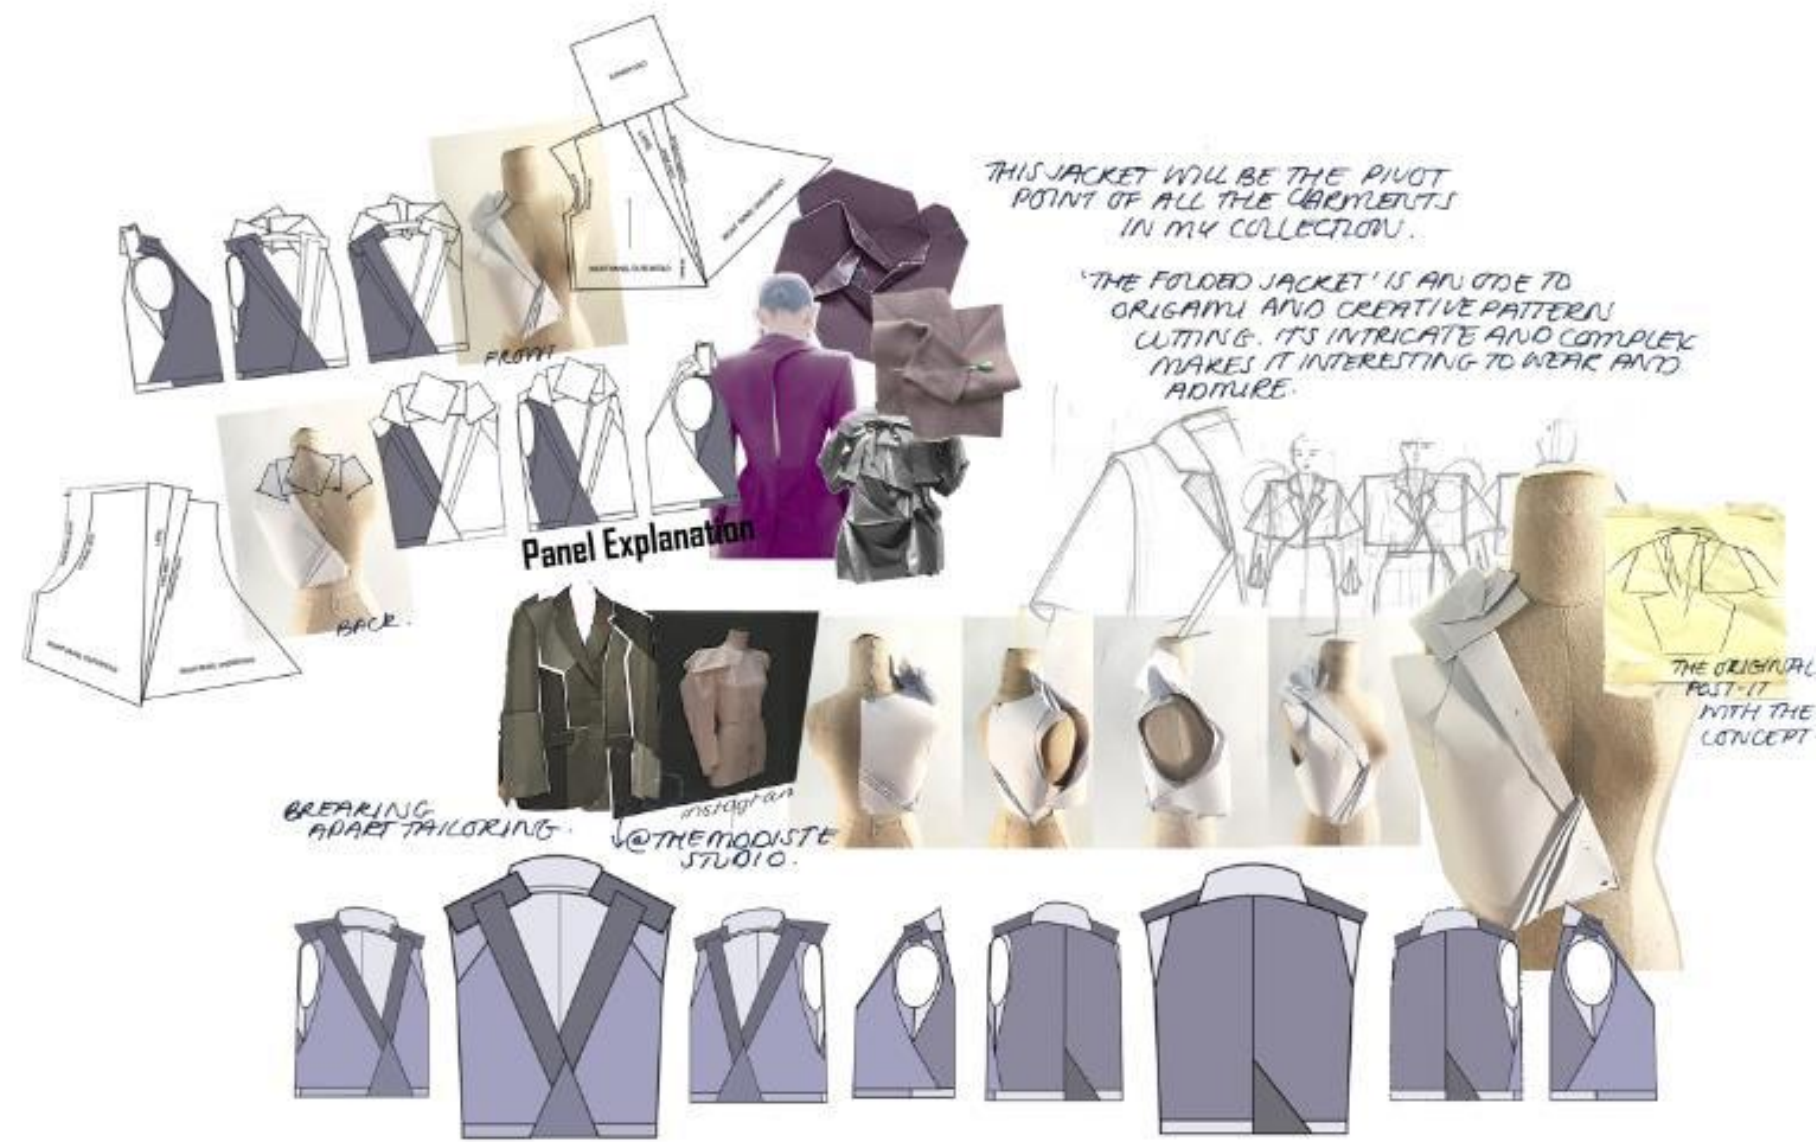 THIS JACKET WILL BE THE PIVOT
POINT OF ALL THE GARMENTS
IN MY COLLECTION.
'THE FOLDED JACKET' IS AN ODE TO
ORIGAMI AND CREATIVE PATTERN
CUTTING. ITS INTRICATE AND COMPLEX
MAKES IT INTERESTING TO WEAR AND
ADMIRE.
FRONT
BACK.
Panel Explanation
THE ORIGINAL
POST-IT
WITH THE
CONCEPT
BREAKING
APART TAILORING.
instagram
@THEMODISTE
STUDIO.